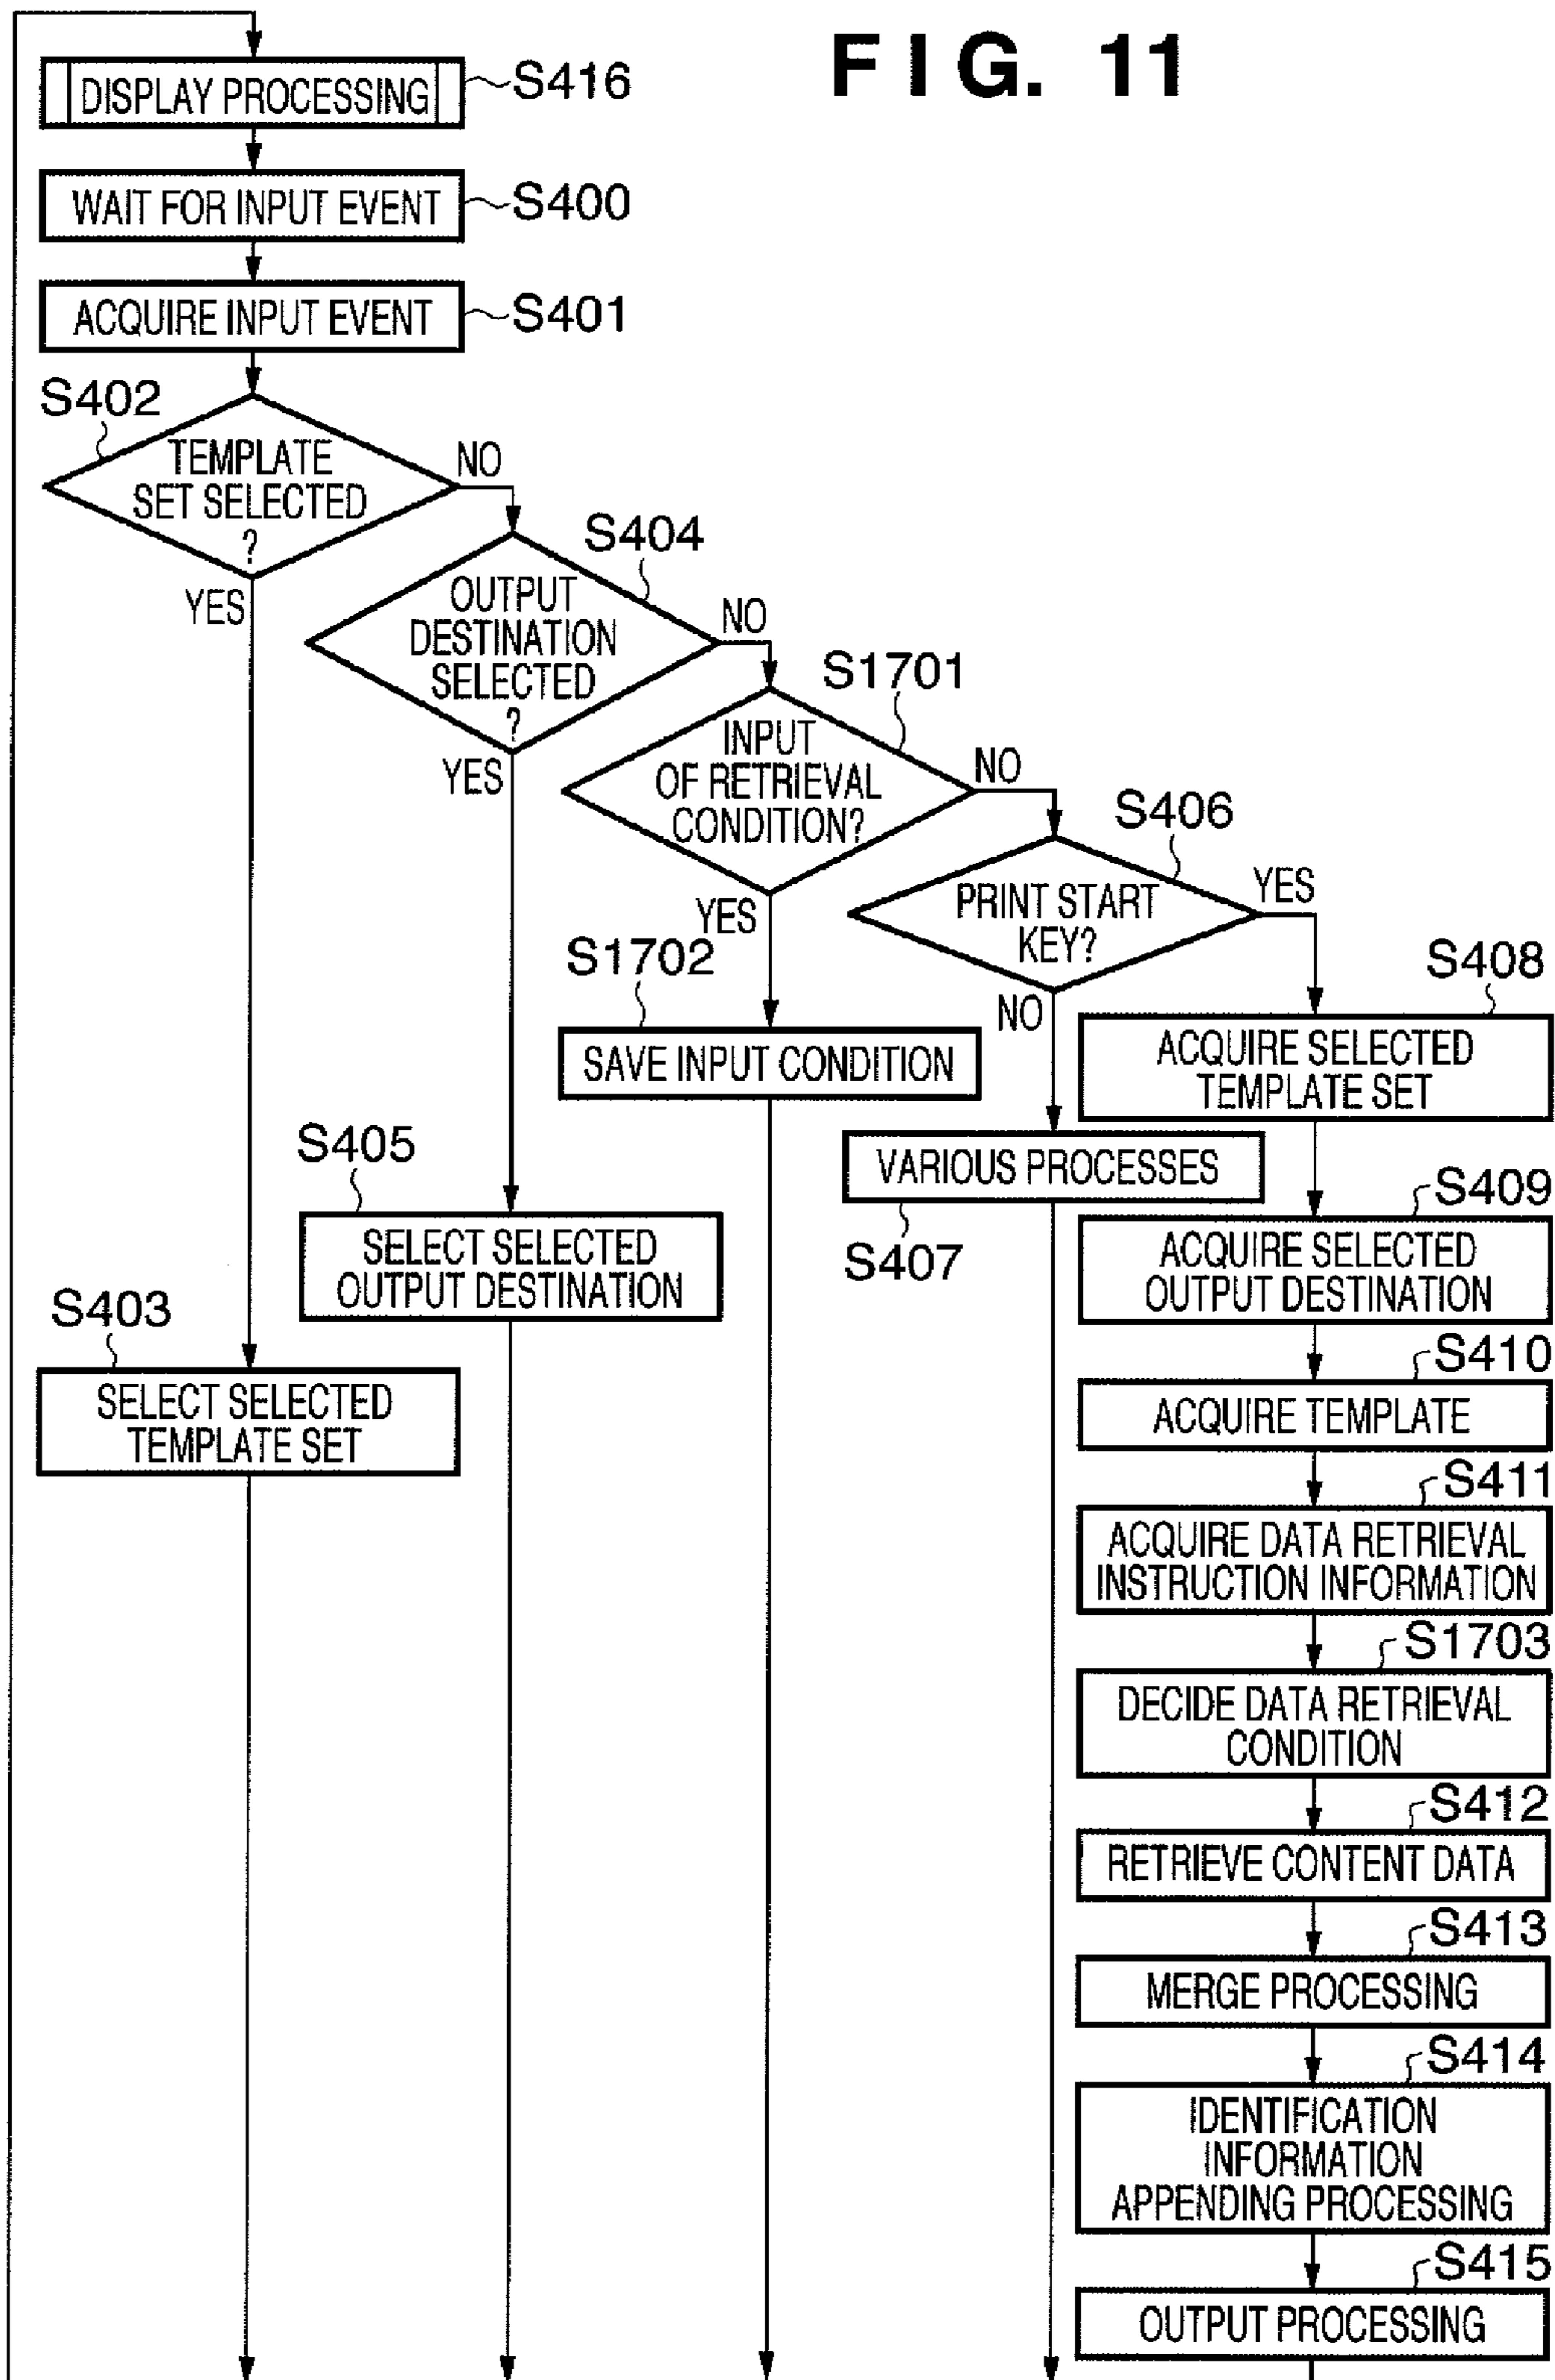 FIG. 11
DISPLAY PROCESSING
S416
WAIT FOR INPUT EVENT
S400
ACQUIRE INPUT EVENT
S401
S402
TEMPLATE
SET SELECTED
?
NO
YES
S404
OUTPUT
DESTINATION
SELECTED
?
NO
YES
S1701
INPUT
OF RETRIEVAL
CONDITION?
NO
YES
S406
PRINT START
KEY?
YES
NO
S1702
SAVE INPUT CONDITION
S408
ACQUIRE SELECTED
TEMPLATE SET
S405
SELECT SELECTED
OUTPUT DESTINATION
VARIOUS PROCESSES
S407
S409
ACQUIRE SELECTED
OUTPUT DESTINATION
S403
SELECT SELECTED
TEMPLATE SET
S410
ACQUIRE TEMPLATE
S411
ACQUIRE DATA RETRIEVAL
INSTRUCTION INFORMATION
S1703
DECIDE DATA RETRIEVAL
CONDITION
S412
RETRIEVE CONTENT DATA
S413
MERGE PROCESSING
S414
IDENTIFICATION
INFORMATION
APPENDING PROCESSING
S415
OUTPUT PROCESSING